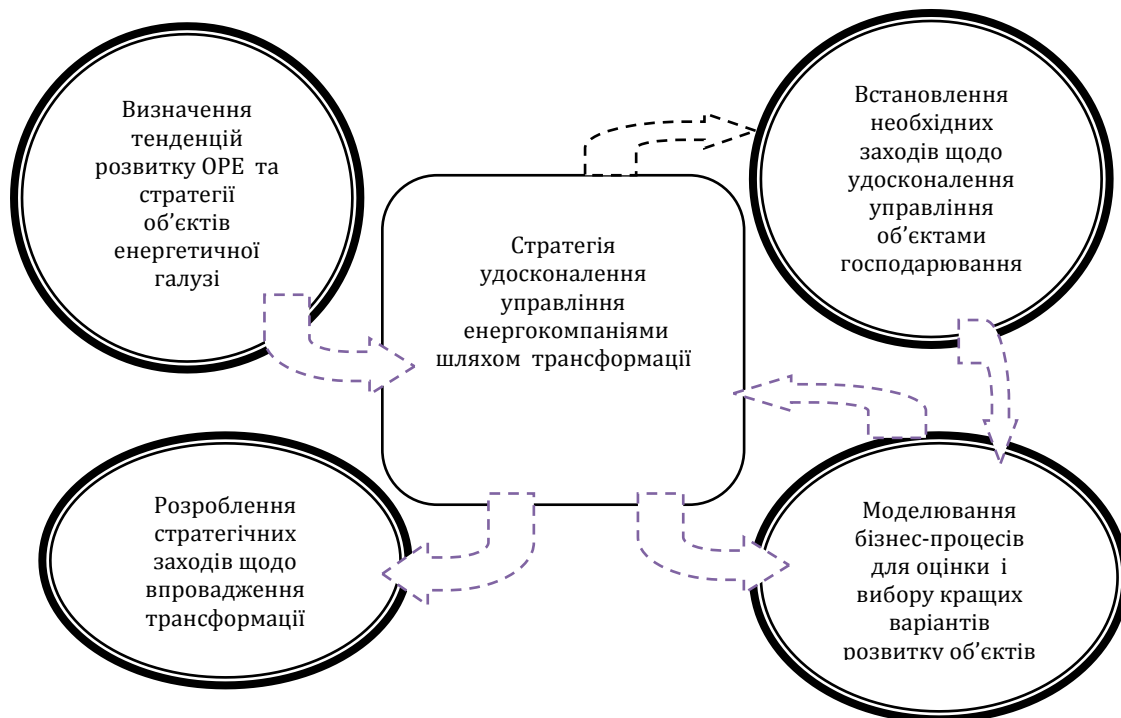 Визначення
тенденцій
розвитку ОРЕ та
стратегії
об’єктів
енергетичної
галузі
Встановлення
необхідних
заходів щодо
удосконалення
управління
об’єктами
господарювання
Стратегія
удосконалення
управління
енергокомпаніями
шляхом трансформації
Розроблення
стратегічних
заходів щодо
впровадження
трансформації
Моделювання
бізнес-процесів
для оцінки і
вибору кращих
варіантів
розвитку об’єктів